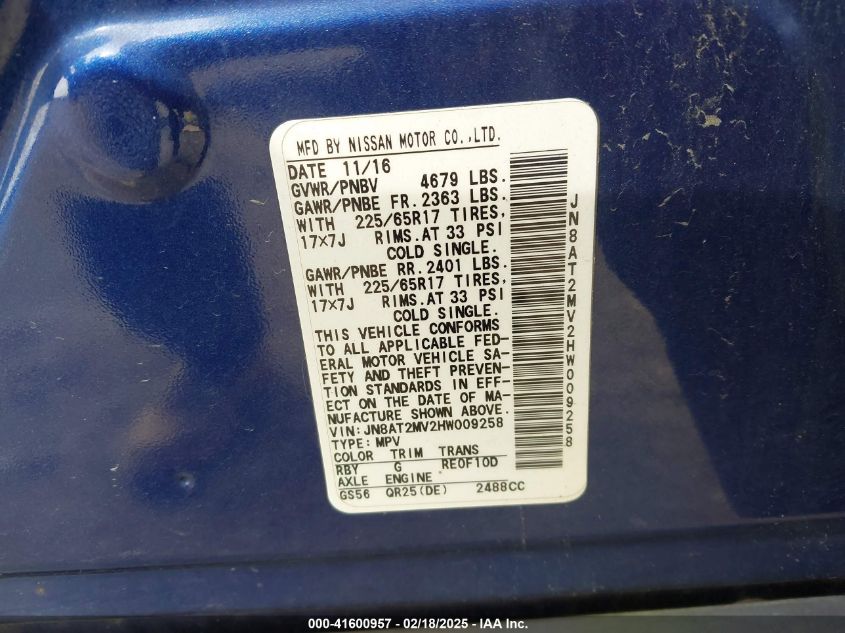 MFD BY NISSAN MOTOR CO.,LTD.
DATE 11/16
GVWR/PNBV 4679 LBS.
GAWR/PNBE FR. 2363 LBS.
WITH 225/65R17 TIRES,
17×7J RIMS.AT 33 PSI
COLD SINGLE.
GAWR/PNBE RR. 2401 LBS.
WITH 225/65R17 TIRES,
17×7J RIMS.AT 33 PSI
COLD SINGLE.
THIS VEHICLE CONFORMS
TO ALL APPLICABLE FED-
ERAL MOTOR VEHICLE SA-
FETY AND THEFT PREVEN-
TION STANDARDS IN EFF-
ECT ON THE DATE OF MA-
NUFACTURE SHOWN ABOVE.
VIN:JN8AT2MV2HW009258
TYPE:MPV
COLOR TRIM TRANS
RBY G RE0F10D
AXLE ENGINE
GS56 QR25(DE) 2488CC
JN8AT2MV2HW009258
000-41600957 - 02/18/2025 - IAA Inc.